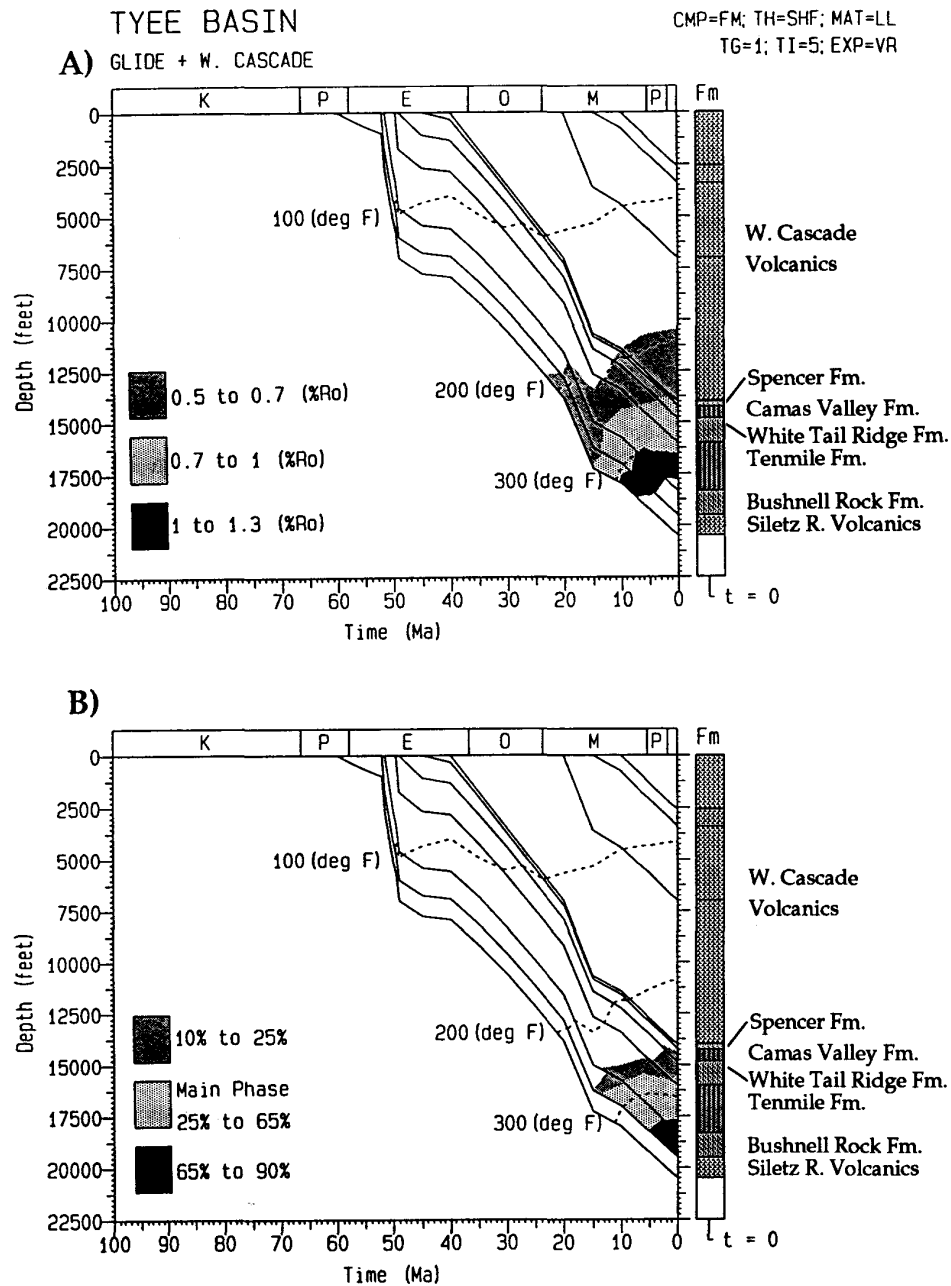 TYEE BASIN
CMP=FM; TH=SHF; MAT=LL
TG=1; TI=5; EXP=VR
A) GLIDE + W. CASCADE
K P E O M P Fm
0
2500
5000
7500
10000
12500
15000
17500
20000
22500
Depth (feet)
100 (deg F)
200 (deg F)
300 (deg F)
0.5 to 0.7 (%Ro)
0.7 to 1 (%Ro)
1 to 1.3 (%Ro)
W. Cascade
Volcanics
Spencer Fm.
Camas Valley Fm.
White Tail Ridge Fm.
Tenmile Fm.
Bushnell Rock Fm.
Siletz R. Volcanics
t = 0
100 90 80 70 60 50 40 30 20 10 0
Time (Ma)
B)
K P E O M P Fm
0
2500
5000
7500
10000
12500
15000
17500
20000
22500
Depth (feet)
100 (deg F)
200 (deg F)
300 (deg F)
10% to 25%
Main Phase
25% to 65%
65% to 90%
W. Cascade
Volcanics
Spencer Fm.
Camas Valley Fm.
White Tail Ridge Fm.
Tenmile Fm.
Bushnell Rock Fm.
Siletz R. Volcanics
t = 0
100 90 80 70 60 50 40 30 20 10 0
Time (Ma)